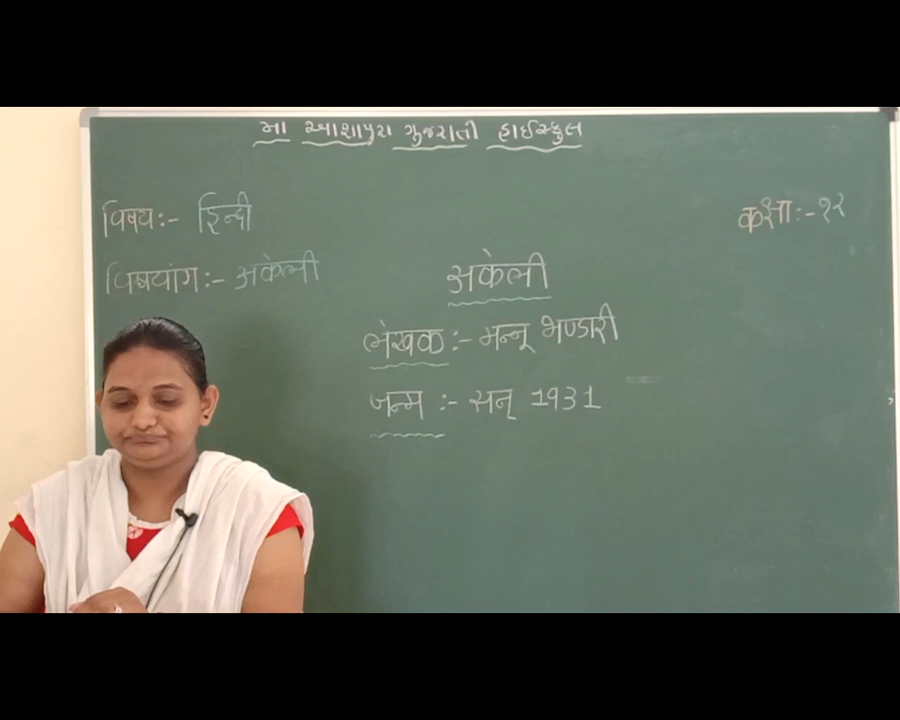 મા આશાપુરા ગુજરાતી હાઈસ્કુલ
विषय:- हिन्दी
कक्षा:-१२
विषयांग:- अकेली
अकेली
लेखक:- मन्नू भण्डारी
जन्म:- सन् 1931